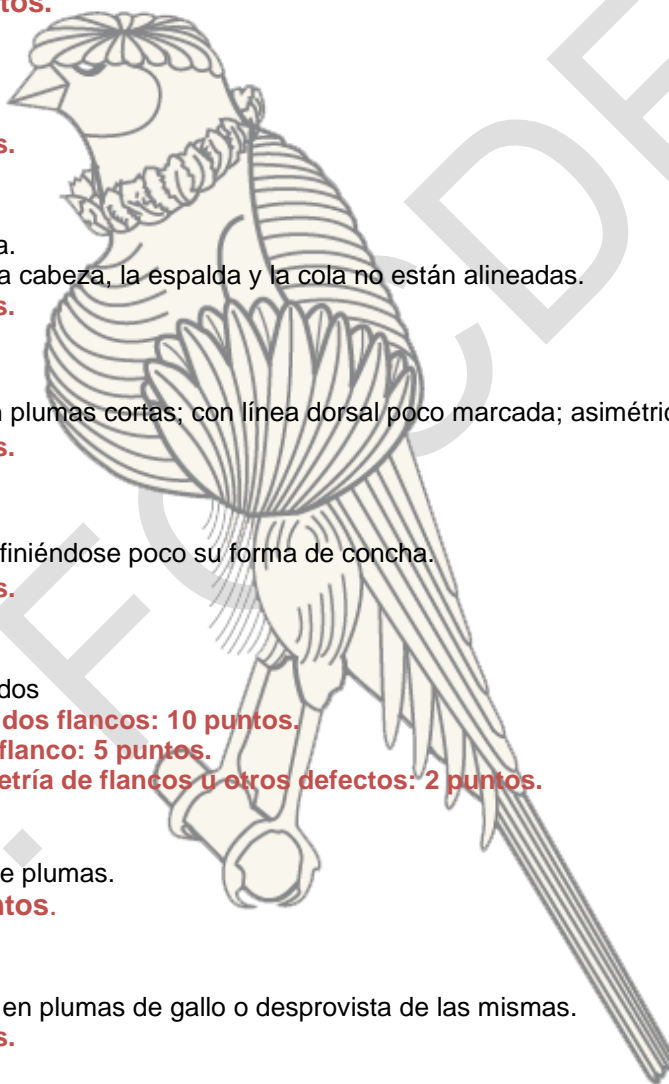 tos.
s.
a.
a cabeza, la espalda y la cola no están alineadas.
s.
n plumas cortas; con línea dorsal poco marcada; asimétric
s.
finiéndose poco su forma de concha.
s.
dos
dos flancos: 10 puntos.
flanco: 5 puntos.
etría de flancos u otros defectos: 2 puntos.
e plumas.
ntos.
en plumas de gallo o desprovista de las mismas.
s.